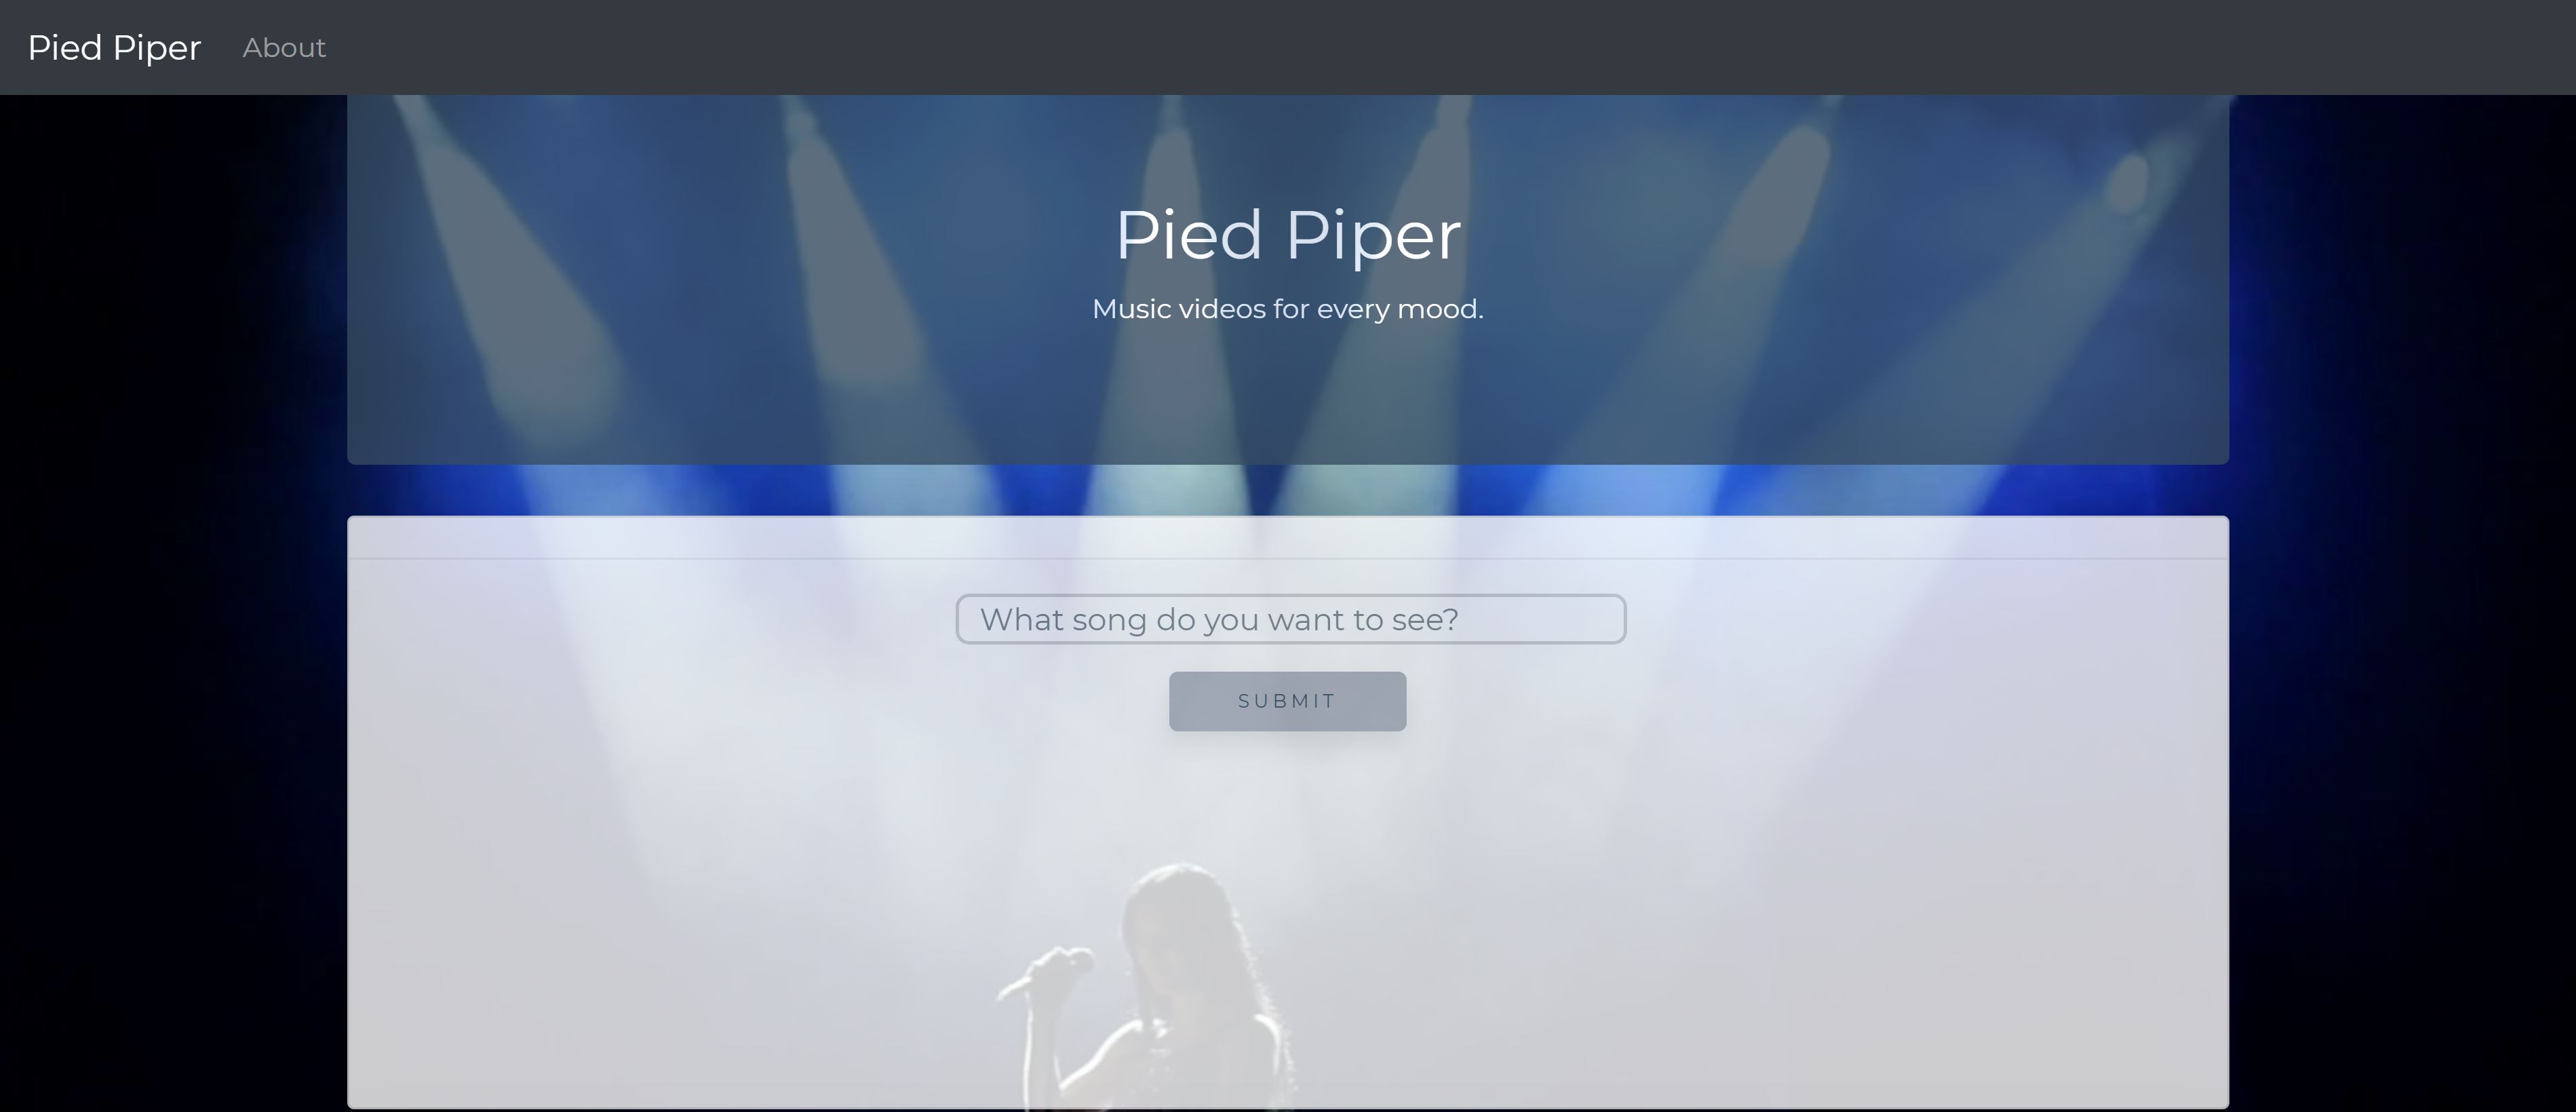 Pied Piper About
Pied Piper
Music videos for every mood.
What song do you want to see?
SUBMIT